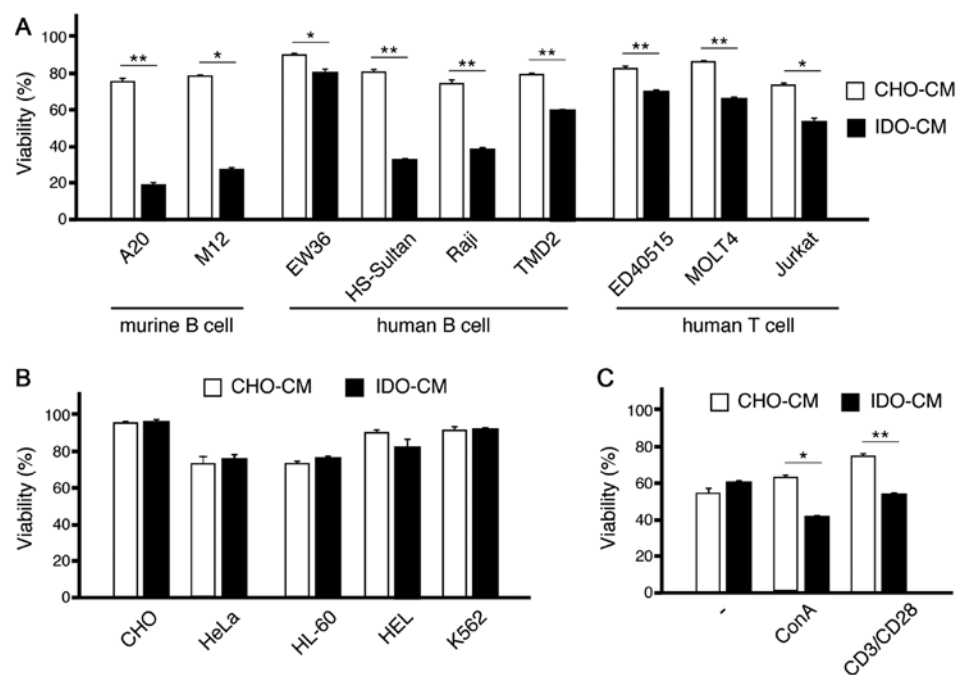 A
Viability (%)
100
80
60
40
20
0
**
*
*
**
**
**
**
**
*
CHO-CM
IDO-CM
A20
M12
EW36
HS-Sultan
Raji
TMD2
ED40515
MOLT4
Jurkat
murine B cell
human B cell
human T cell
B
CHO-CM
IDO-CM
Viability (%)
100
80
60
40
20
0
CHO
HeLa
HL-60
HEL
K562
C
CHO-CM
IDO-CM
Viability (%)
100
80
60
40
20
0
*
**
-
ConA
CD3/CD28